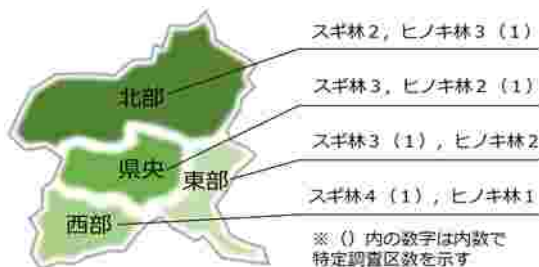 スギ林2，ヒノキ林3（1）
北部
スギ林3，ヒノキ林2（1）
県央
スギ林3（1），ヒノキ林2
東部
スギ林4（1），ヒノキ林1
西部
※（）内の数字は内数で
特定調査区数を示す